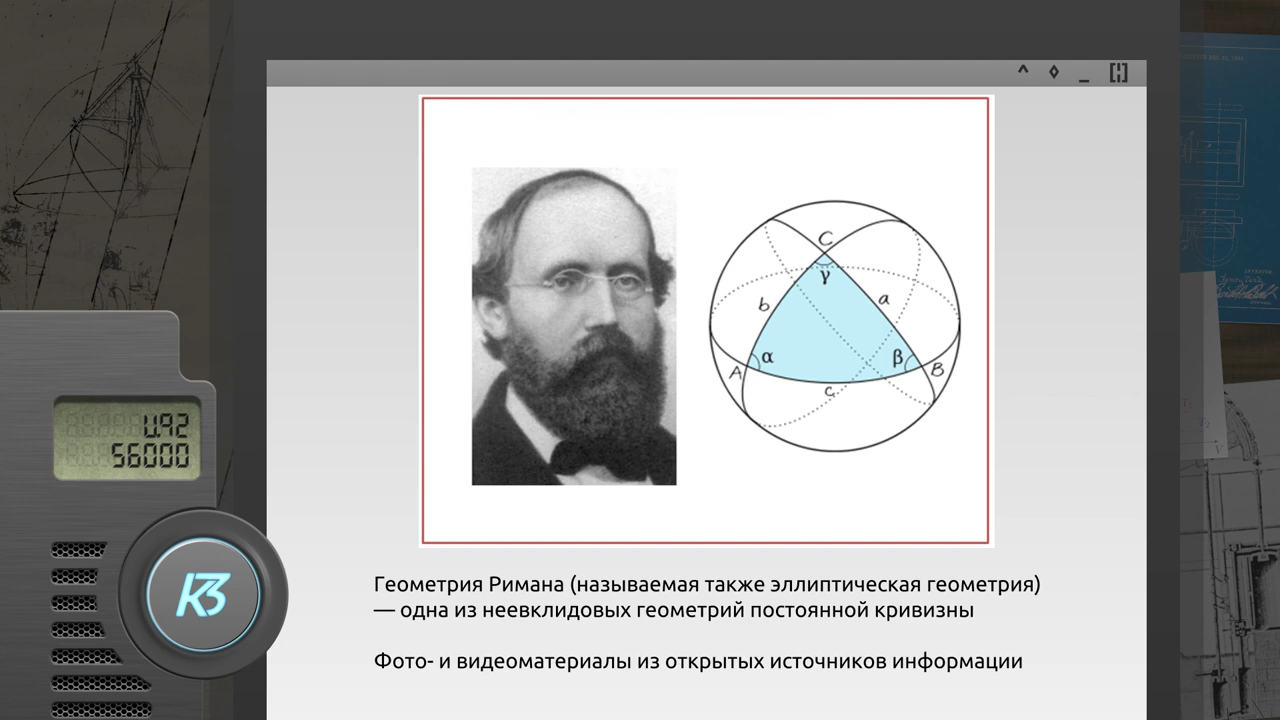 ^ ◊ _ [¦]
C
γ
b
a
α
β
A
B
c
U.92
56000
K3
Геометрия Римана (называемая также эллиптическая геометрия)
— одна из неевклидовых геометрий постоянной кривизны
Фото- и видеоматериалы из открытых источников информации